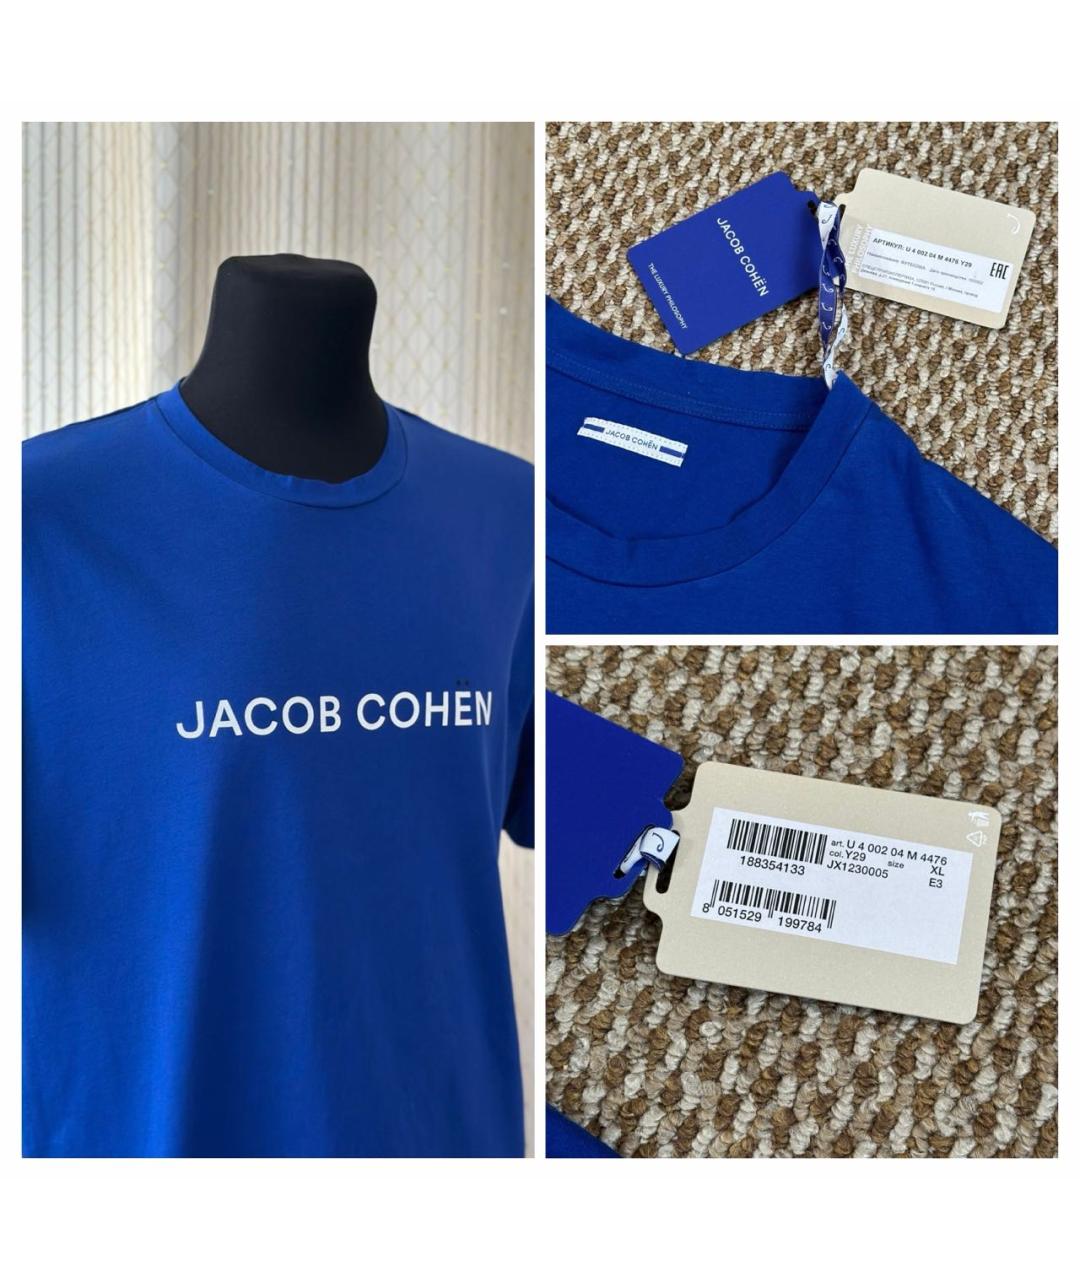 JACOB COHËN
JACOB COHËN
THE LUXURY PHILOSOPHY
АРТИКУЛ: U 4 002 04 M 4476 Y29
EAC
JACOB COHËN
art. U 4 002 04 M 4476
col. Y29 size XL
188354133 JX1230005 E3
8 051529 199784